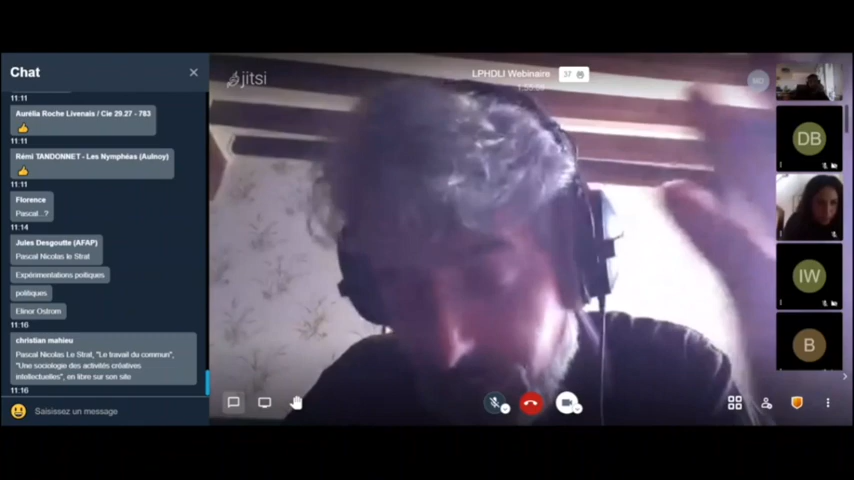 Chat
11:11
Aurélia Roche Livenais / Cie 29.27 - 783
11:11
Rémi TANDONNET - Les Nymphéas (Aulnoy)
11:11
Florence
Pascal...?
11:14
Jules Desgoutte (AFAP)
Pascal Nicolas le Strat
Expérimentations poitiques
politiques
Elinor Ostrom
11:16
christian mahieu
Pascal Nicolas Le Strat, "Le travail du commun",
"Une sociologie des activités créatives
intellectuelles", en libre sur son site
11:16
Saisissez un message
jitsi
LPHDLI Webinaire
37
DB
IW
B